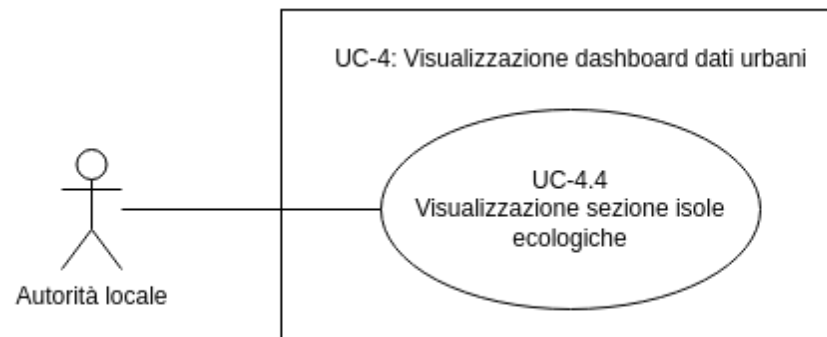 UC-4: Visualizzazione dashboard dati urbani
UC-4.4
Visualizzazione sezione isole
ecologiche
Autorità locale